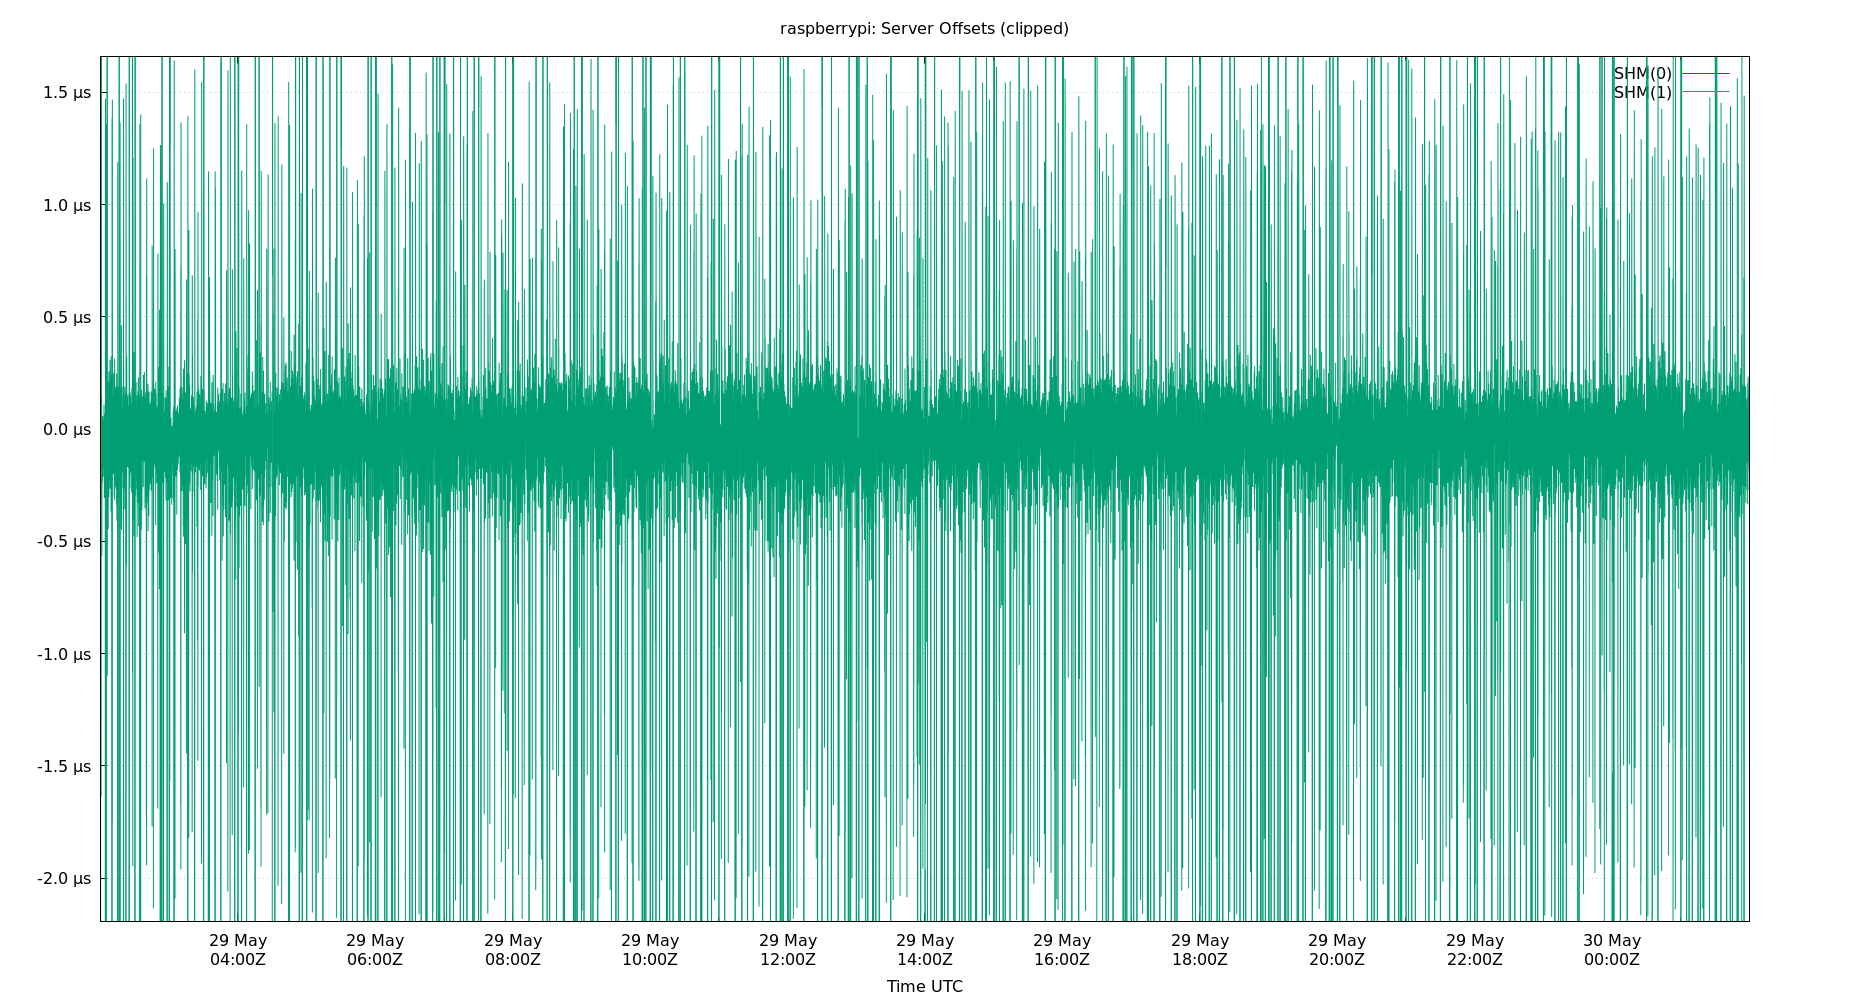 raspberrypi: Server Offsets (clipped)
SHM(0)
SHM(1)
1.5 µs
1.0 µs
0.5 µs
0.0 µs
-0.5 µs
-1.0 µs
-1.5 µs
-2.0 µs
29 May 29 May 29 May 29 May 29 May 29 May 29 May 29 May 29 May 29 May 30 May
04:00Z 06:00Z 08:00Z 10:00Z 12:00Z 14:00Z 16:00Z 18:00Z 20:00Z 22:00Z 00:00Z
Time UTC